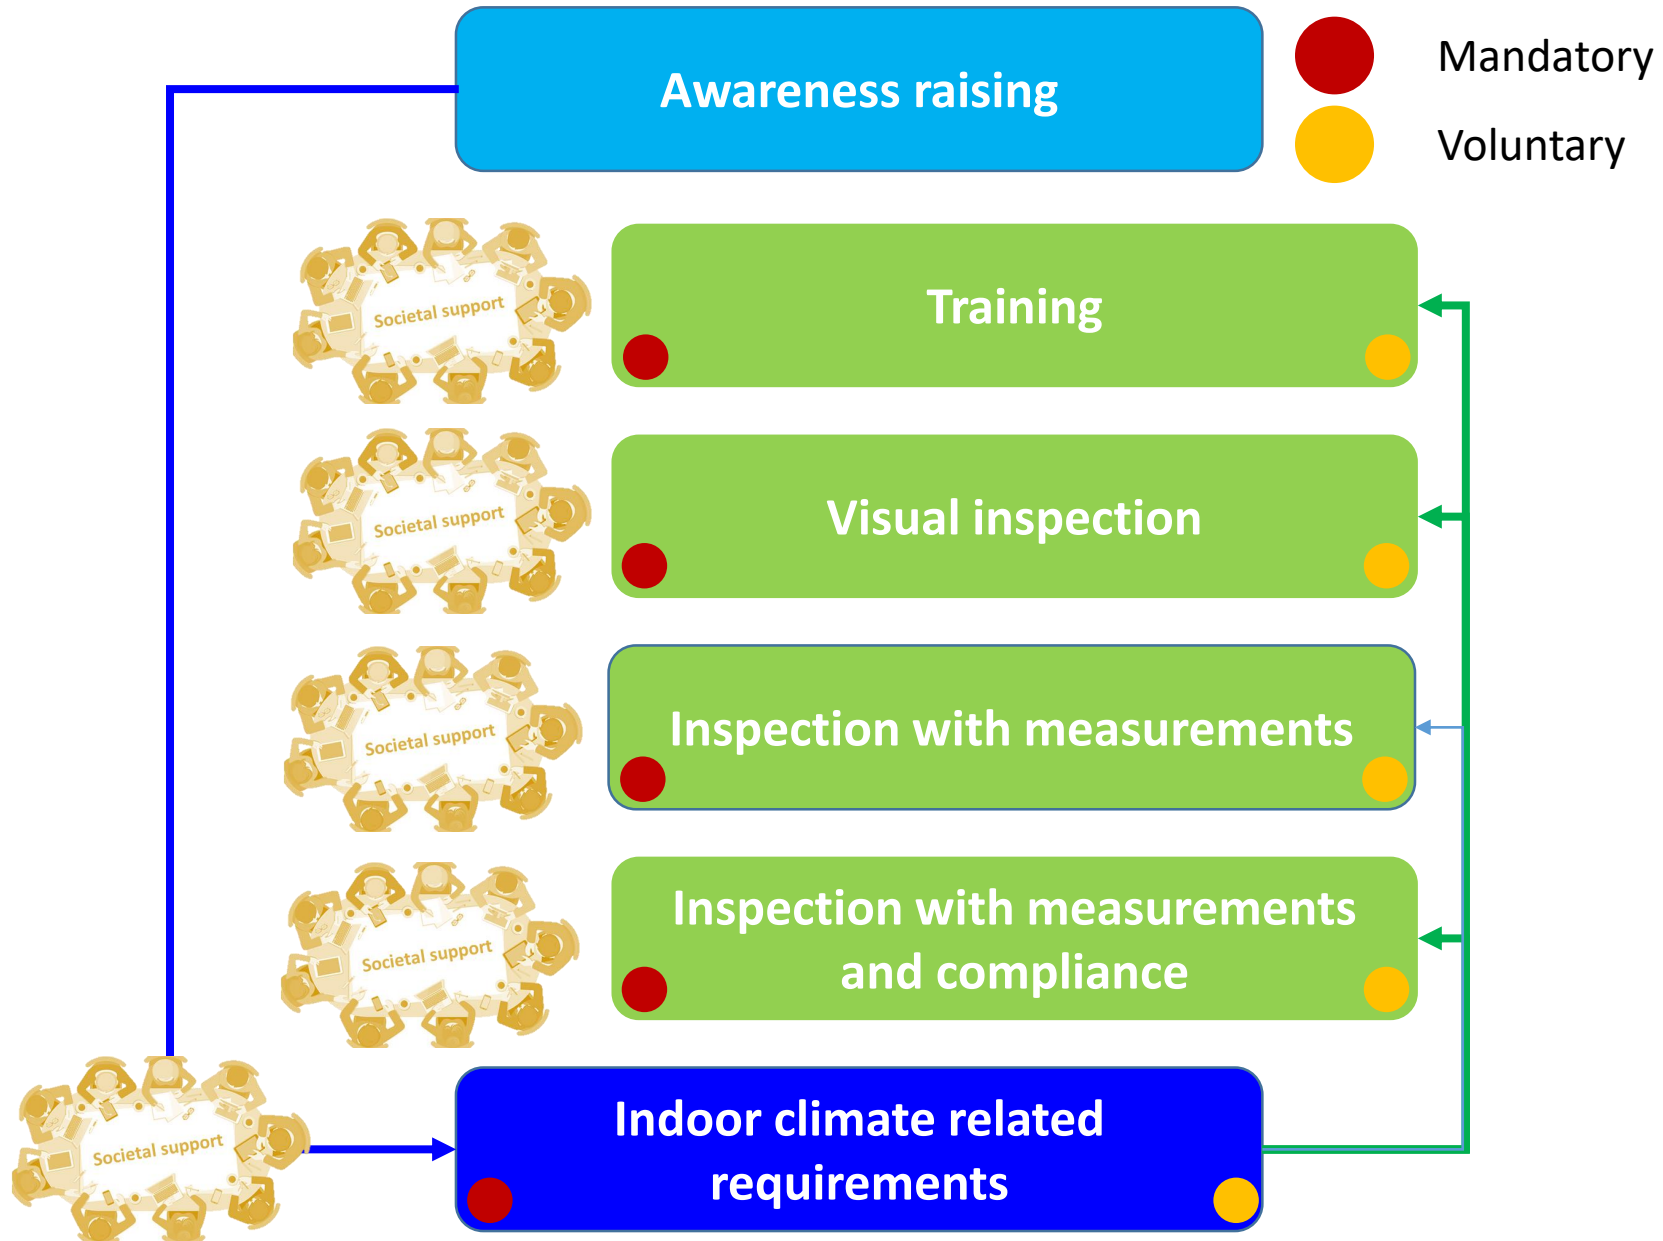 Awareness raising
Mandatory
Voluntary
Societal support
Training
Societal support
Visual inspection
Societal support
Inspection with measurements
Societal support
Inspection with measurements
and compliance
Societal support
Indoor climate related
requirements